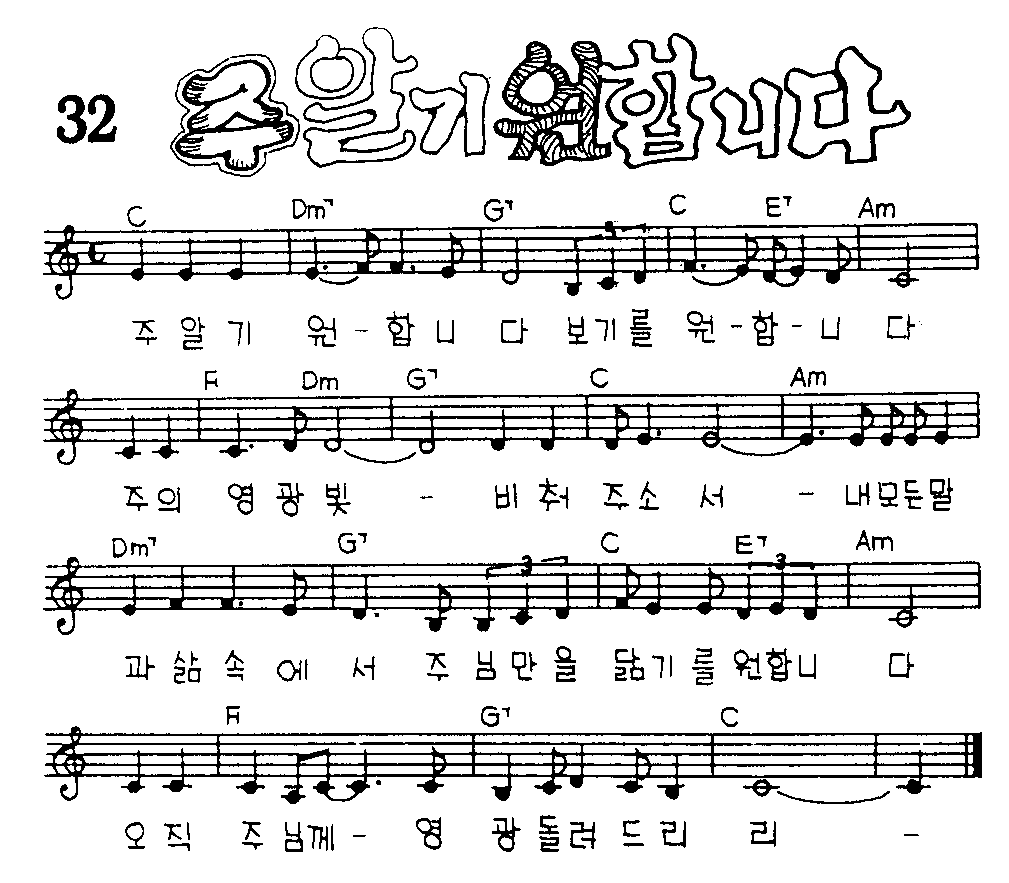 32 주 알기 원합니다
C Dm7 G7 C E7 Am
3
주 알 기 원 - 합 니 다 보기를 원 - 합 - 니 다
F Dm G7 C Am
주의 영 광 빛 - 비 춰 주소 서 - 내모든말
Dm7 G7 C E7 Am
3 3
과 삶 속 에 서 주 님 만 을 닮기 를 원합니 다
F G7 C
오 직 주 님께 - 영 광 돌려 드 리 리 -